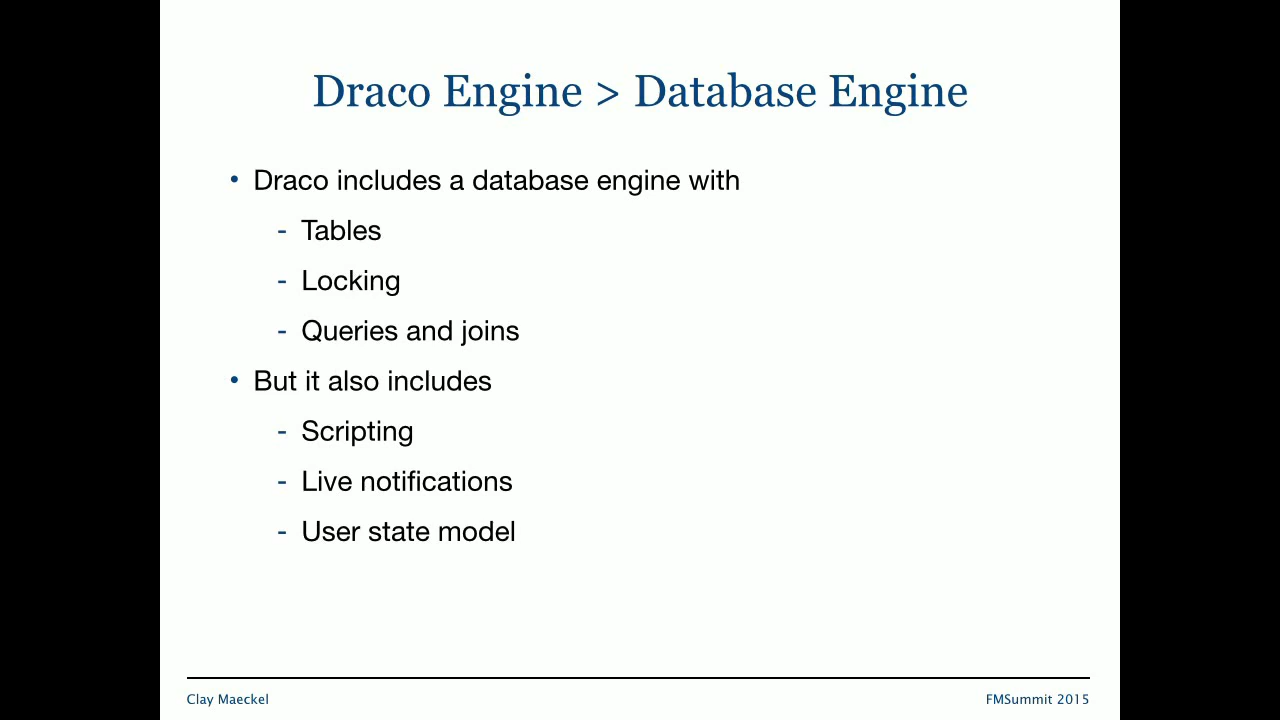 Draco Engine > Database Engine
• Draco includes a database engine with
- Tables
- Locking
- Queries and joins
• But it also includes
- Scripting
- Live notifications
- User state model
Clay Maeckel
FMSummit 2015